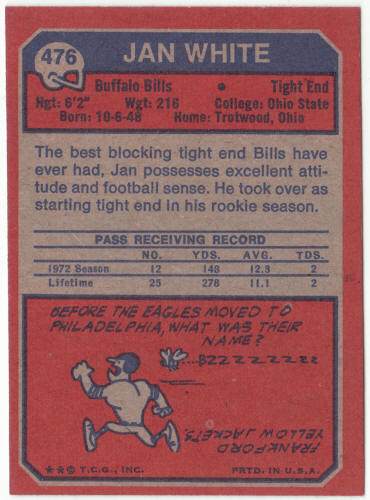 476
JAN WHITE
Buffalo Bills • Tight End
Hgt: 6'2" Wgt: 216 College: Ohio State
Born: 10-6-48 Home: Trotwood, Ohio
The best blocking tight end Bills have
ever had, Jan possesses excellent atti-
tude and football sense. He took over as
starting tight end in his rookie season.
PASS RECEIVING RECORD
NO. YDS. AVG. TDS.
1972 Season 12 148 12.3 2
Lifetime 25 278 11.1 2
BEFORE THE EAGLES MOVED TO
PHILADELPHIA, WHAT WAS THEIR
NAME?
BZZZZZZZZ
FRANKFORD
YELLOW JACKETS.
**© T.C.G., INC. PRTD. IN U.S.A.